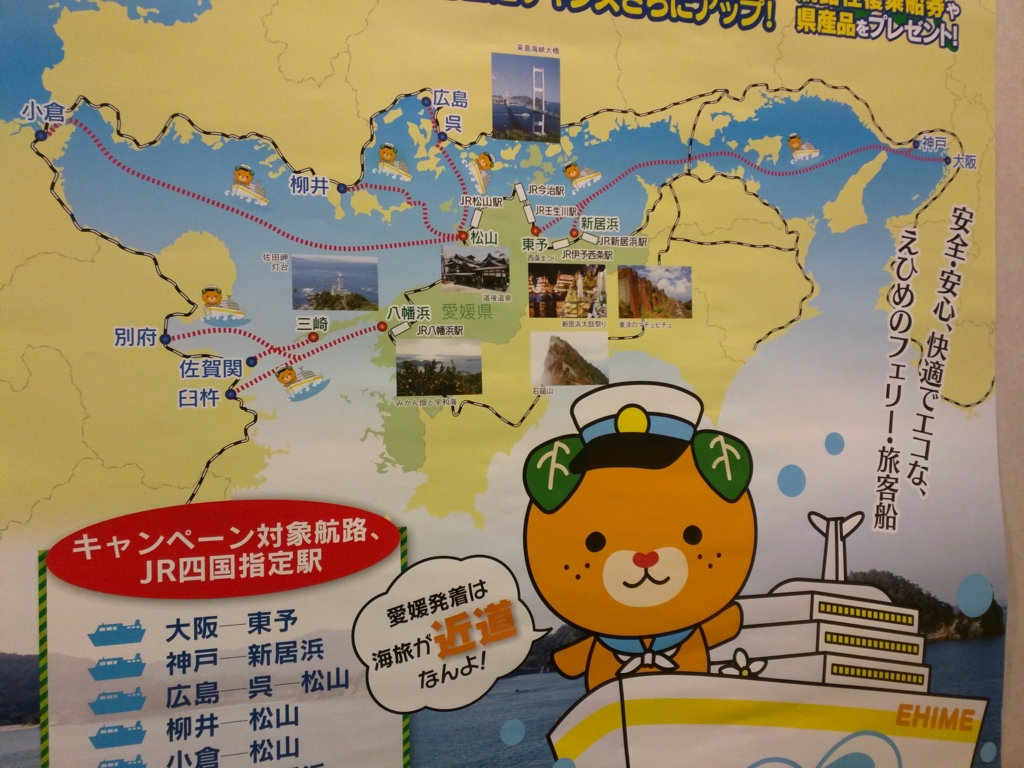 チャンスさらにアップ!
県産品をプレゼント!
来島海峡大橋
小倉
広島
呉
神戸
大阪
柳井
JR今治駅
JR松山駅
JR壬生川駅
新居浜
松山
東予
JR新居浜駅
西条まつり
JR伊予西条駅
佐田岬
灯台
道後温泉
新居浜太鼓祭り
東洋のマチュピチュ
八幡浜
愛媛県
三崎
JR八幡浜駅
別府
佐賀関
臼杵
みかん畑と宇和海
石鎚山
安全・安心、快適でエコな、
えひめのフェリー・旅客船
キャンペーン対象航路、
JR四国指定駅
大阪―東予
神戸―新居浜
広島―呉―松山
柳井―松山
小倉―松山
愛媛発着は
海旅が近道
なんよ!
EHIME